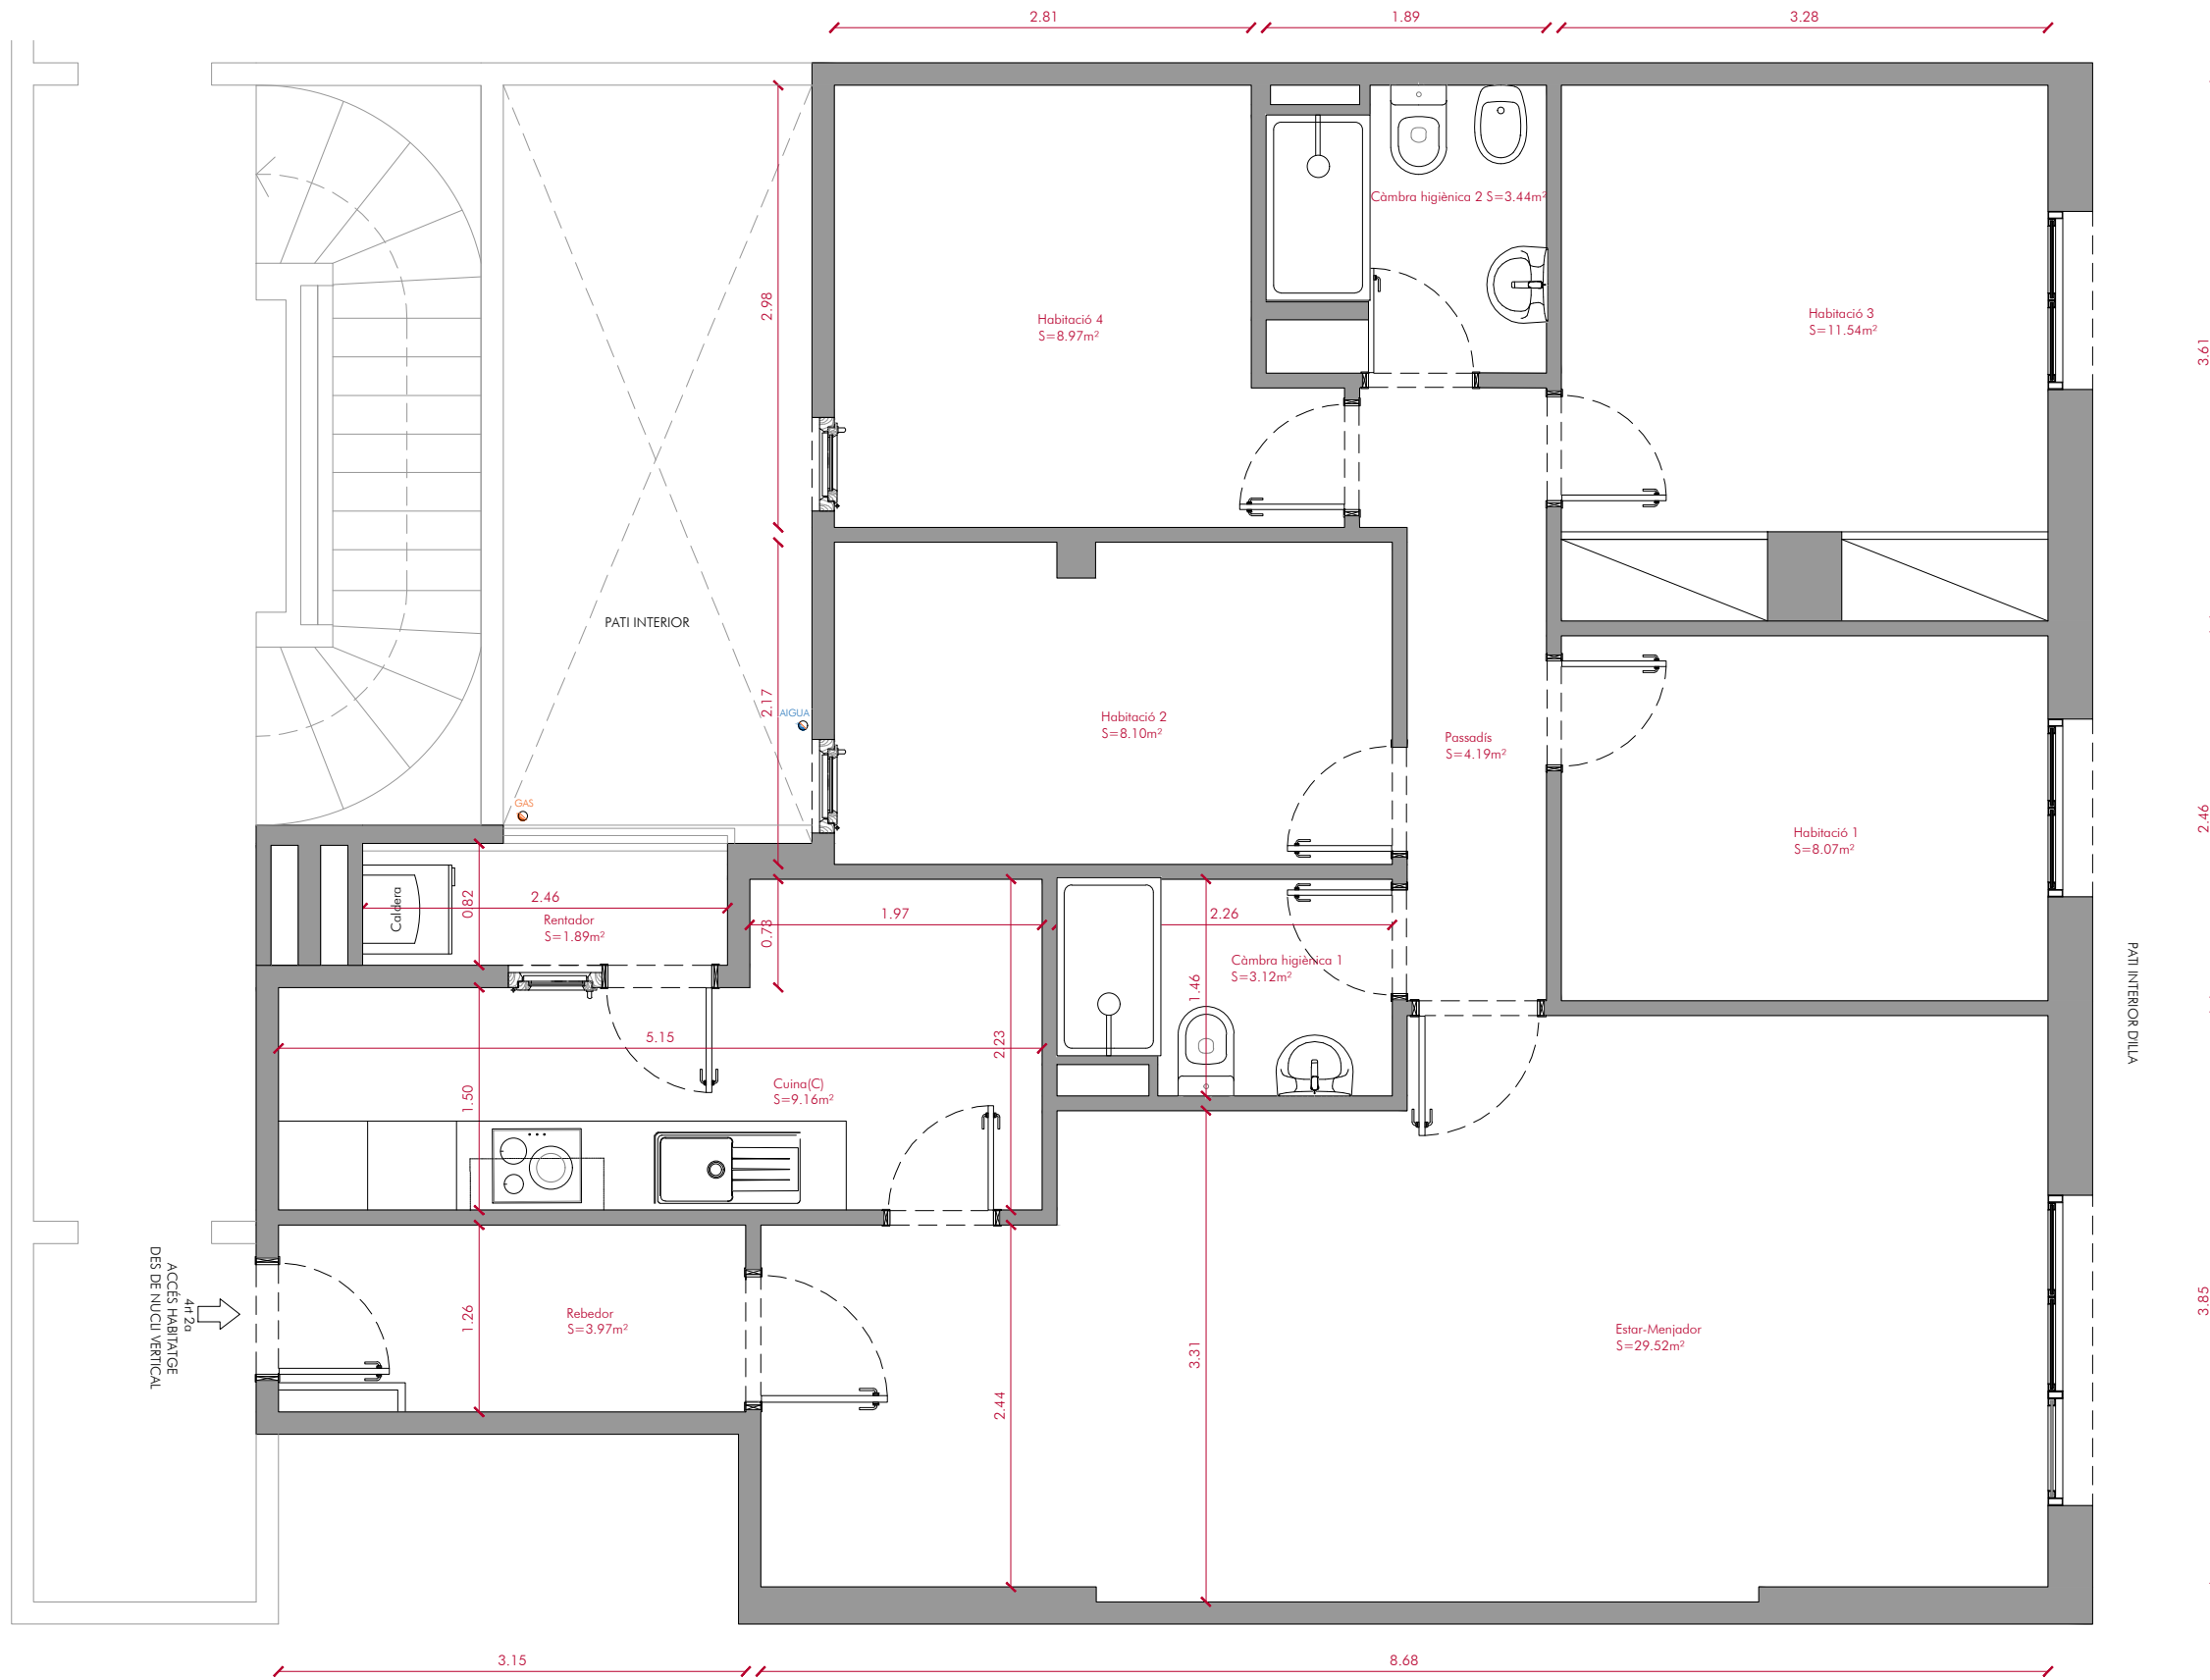 2.81
1.89
3.28
Càmbra higiènica 2 S=3.44m²
2.98
Habitació 4
S=8.97m²
Habitació 3
S=11.54m²
3.61
PATI INTERIOR
2.17
AIGUA
Habitació 2
S=8.10m²
Passadís
S=4.19m²
GAS
Habitació 1
S=8.07m²
2.46
Caldera
0.82
2.46
Rentador
S=1.89m²
0.73
1.97
2.26
Càmbra higiènica 1
S=3.12m²
1.46
PATI INTERIOR D'ILLA
5.15
2.23
1.50
Cuina(C)
S=9.16m²
4rt 2a
ACCÉS HABITATGE
DES DE NUCLI VERTICAL
1.26
Rebedor
S=3.97m²
2.44
3.31
Estar-Menjador
S=29.52m²
3.85
3.15
8.68